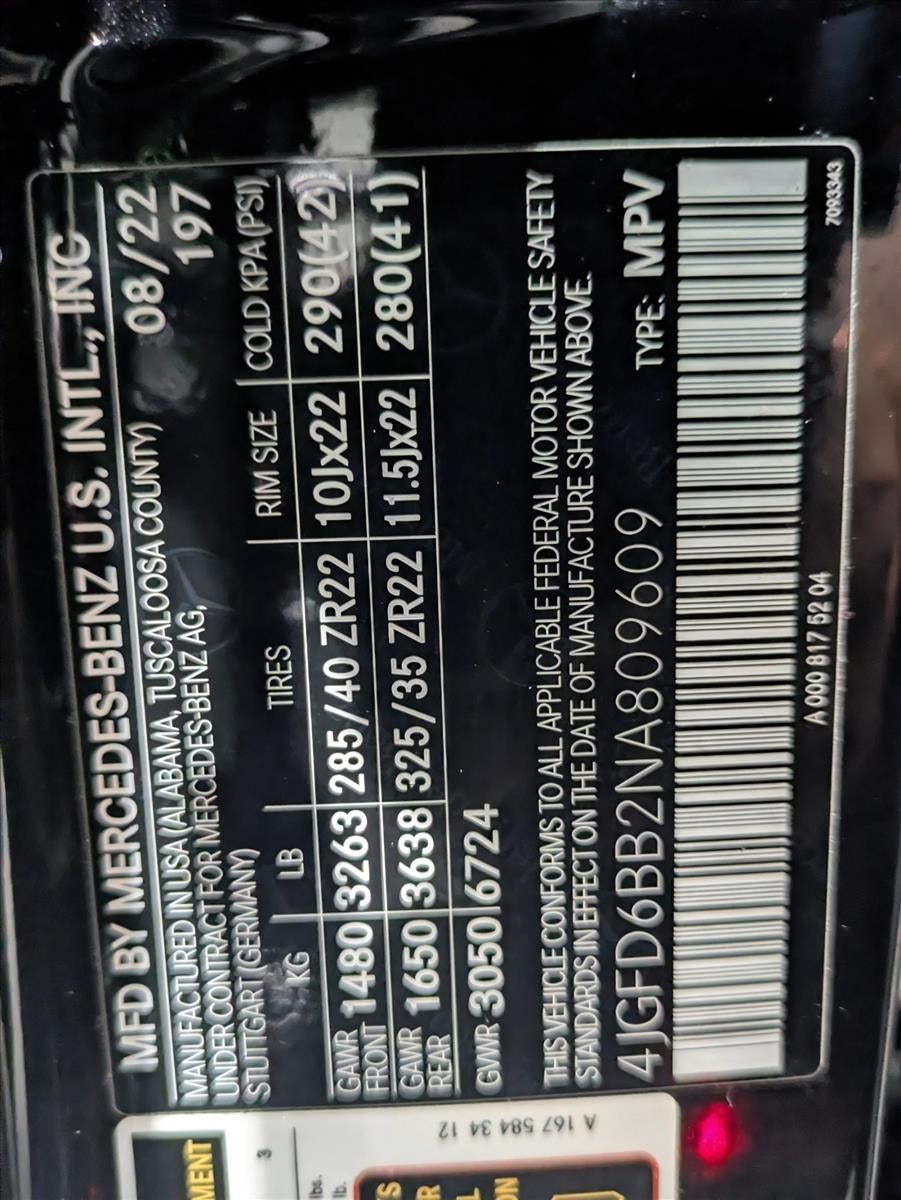 MFD BY MERCEDES-BENZ U.S. INTL., INC
MANUFACTURED IN USA (ALABAMA, TUSCALOOSA COUNTY) 08/22
UNDER CONTRACT FOR MERCEDES-BENZ AG, 197
STUTTGART (GERMANY)
KG LB TIRES RIM SIZE COLD KPA (PSI)
GAWR FRONT 1480 3263 285/40 ZR22 10Jx22 290(42)
GAWR REAR 1650 3638 325/35 ZR22 11.5Jx22 280(41)
GVWR 3050 6724
THIS VEHICLE CONFORMS TO ALL APPLICABLE FEDERAL MOTOR VEHICLE SAFETY
STANDARDS IN EFFECT ON THE DATE OF MANUFACTURE SHOWN ABOVE.
4JGFD6BB2NA809609 TYPE: MPV
A 000 817 52 04
7093343
A 167 584 34 12
3
lbs.
lb.